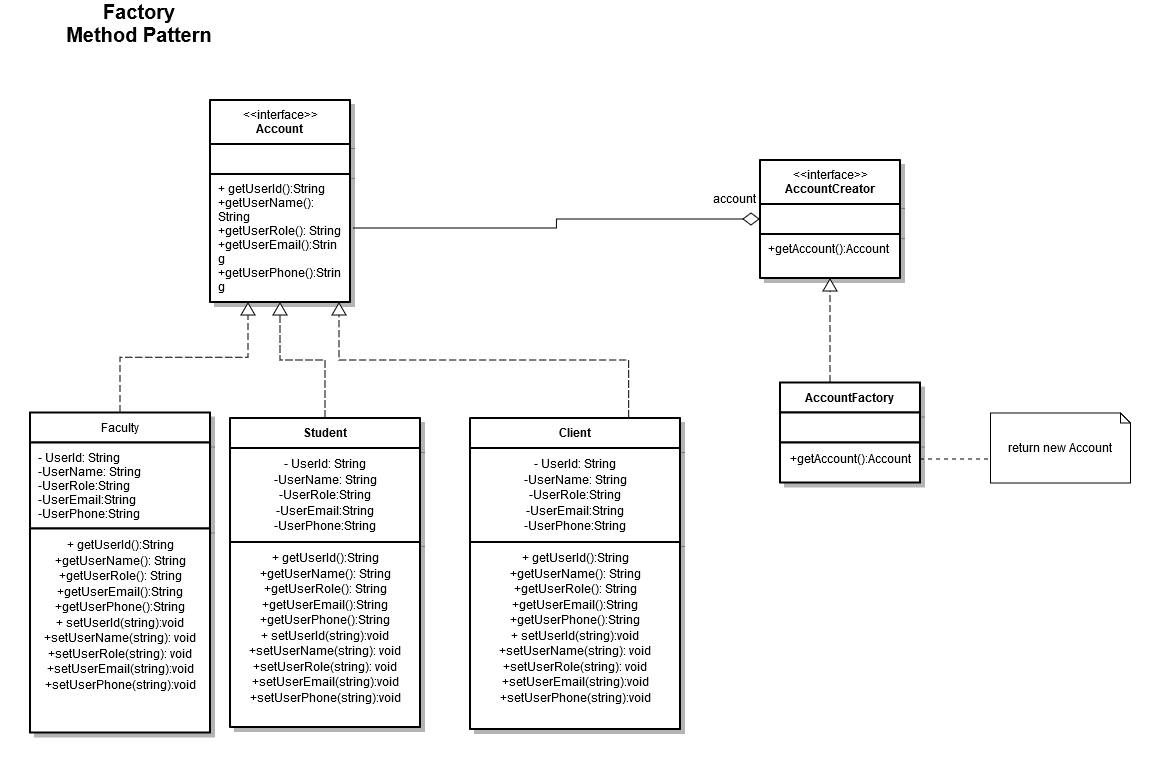 Factory
Method Pattern
<<interface>>
Account
+ getUserId():String
+getUserName():
String
+getUserRole(): String
+getUserEmail():Strin
g
+getUserPhone():Strin
g
account
<<interface>>
AccountCreator
+getAccount():Account
Faculty
- UserId: String
-UserName: String
-UserRole:String
-UserEmail:String
-UserPhone:String
+ getUserId():String
+getUserName(): String
+getUserRole(): String
+getUserEmail():String
+getUserPhone():String
+ setUserId(string):void
+setUserName(string): void
+setUserRole(string): void
+setUserEmail(string):void
+setUserPhone(string):void
Student
- UserId: String
-UserName: String
-UserRole:String
-UserEmail:String
-UserPhone:String
+ getUserId():String
+getUserName(): String
+getUserRole(): String
+getUserEmail():String
+getUserPhone():String
+ setUserId(string):void
+setUserName(string): void
+setUserRole(string): void
+setUserEmail(string):void
+setUserPhone(string):void
Client
- UserId: String
-UserName: String
-UserRole:String
-UserEmail:String
-UserPhone:String
+ getUserId():String
+getUserName(): String
+getUserRole(): String
+getUserEmail():String
+getUserPhone():String
+ setUserId(string):void
+setUserName(string): void
+setUserRole(string): void
+setUserEmail(string):void
+setUserPhone(string):void
AccountFactory
+getAccount():Account
return new Account